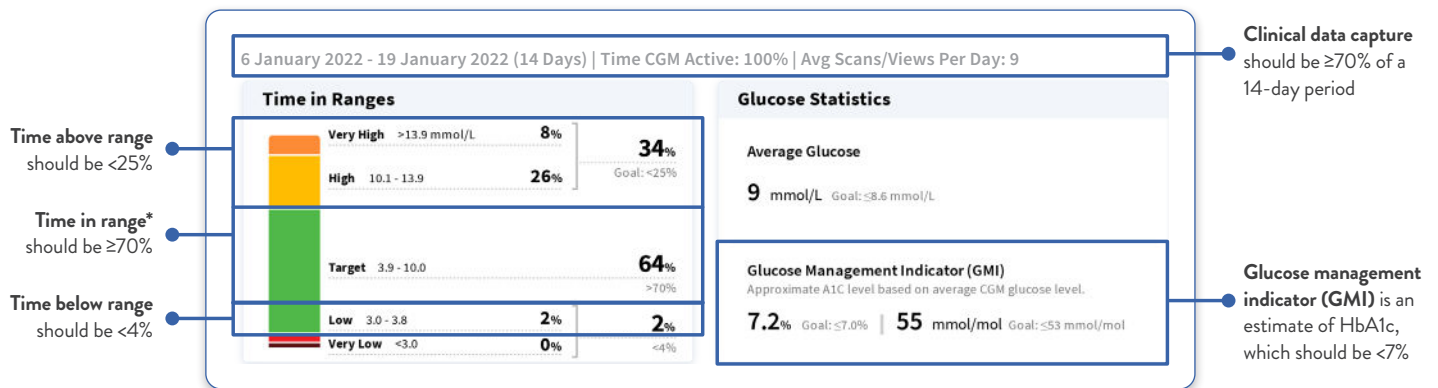 Clinical data capture
should be ≥70% of a
14-day period
6 January 2022 - 19 January 2022 (14 Days) | Time CGM Active: 100% | Avg Scans/Views Per Day: 9
Time in Ranges
Glucose Statistics
Time above range
should be <25%
Very High >13.9 mmol/L 8%
High 10.1 - 13.9 26%
34%
Goal: <25%
Time in range*
should be ≥70%
Target 3.9 - 10.0 64%
>70%
Time below range
should be <4%
Low 3.0 - 3.8 2%
Very Low <3.0 0%
2%
<4%
Average Glucose
9 mmol/L Goal: ≤8.6 mmol/L
Glucose Management Indicator (GMI)
Approximate A1C level based on average CGM glucose level.
7.2% Goal: ≤7.0% | 55 mmol/mol Goal: ≤53 mmol/mol
Glucose management
indicator (GMI) is an
estimate of HbA1c,
which should be <7%